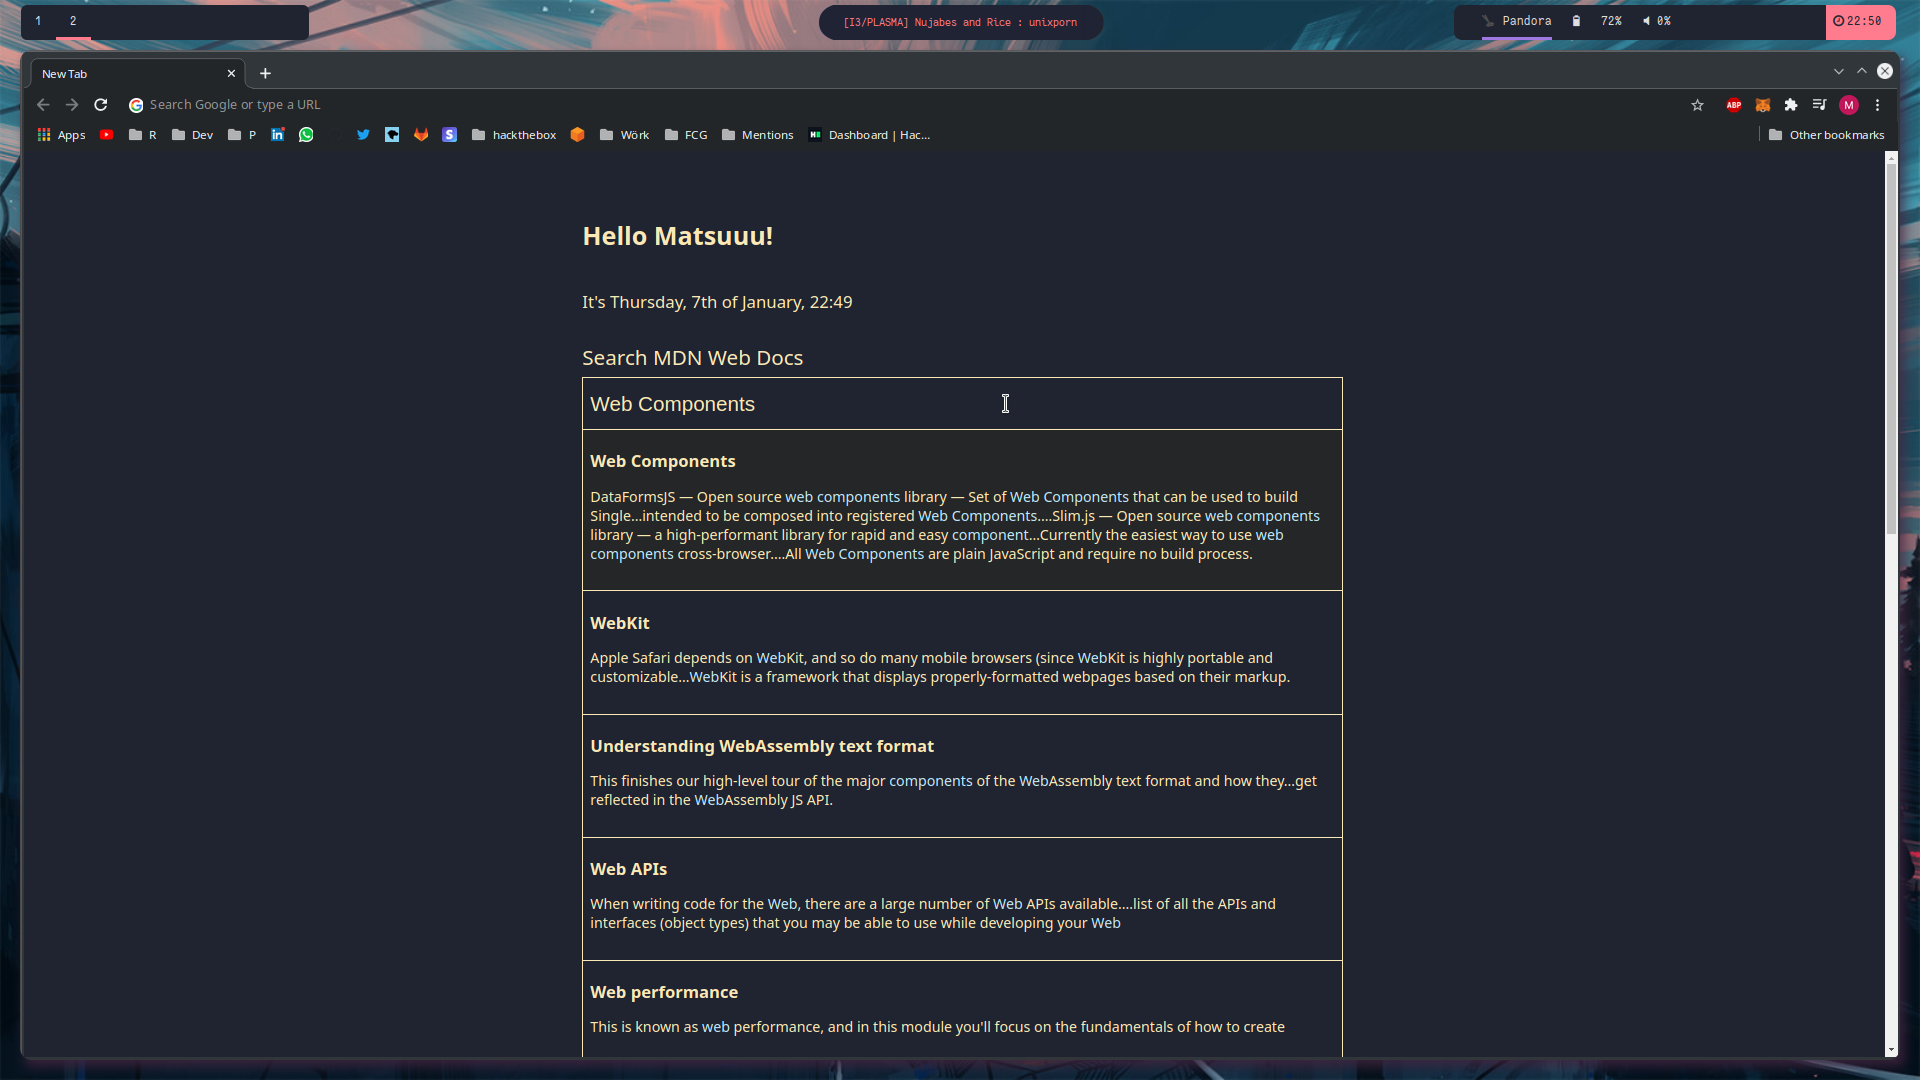 1 2
[I3/PLASMA] Nujabes and Rice : unixporn
Pandora 72% 0% 22:50
New Tab
Search Google or type a URL
ABP M
Apps R Dev P in S hackthebox Wörk FCG Mentions Dashboard | Hac... Other bookmarks
Hello Matsuuu!
It's Thursday, 7th of January, 22:49
Search MDN Web Docs
Web Components
Web Components
DataFormsJS — Open source web components library — Set of Web Components that can be used to build
Single...intended to be composed into registered Web Components....Slim.js — Open source web components
library — a high-performant library for rapid and easy component...Currently the easiest way to use web
components cross-browser....All Web Components are plain JavaScript and require no build process.
WebKit
Apple Safari depends on WebKit, and so do many mobile browsers (since WebKit is highly portable and
customizable...WebKit is a framework that displays properly-formatted webpages based on their markup.
Understanding WebAssembly text format
This finishes our high-level tour of the major components of the WebAssembly text format and how they...get
reflected in the WebAssembly JS API.
Web APIs
When writing code for the Web, there are a large number of Web APIs available....list of all the APIs and
interfaces (object types) that you may be able to use while developing your Web
Web performance
This is known as web performance, and in this module you'll focus on the fundamentals of how to create